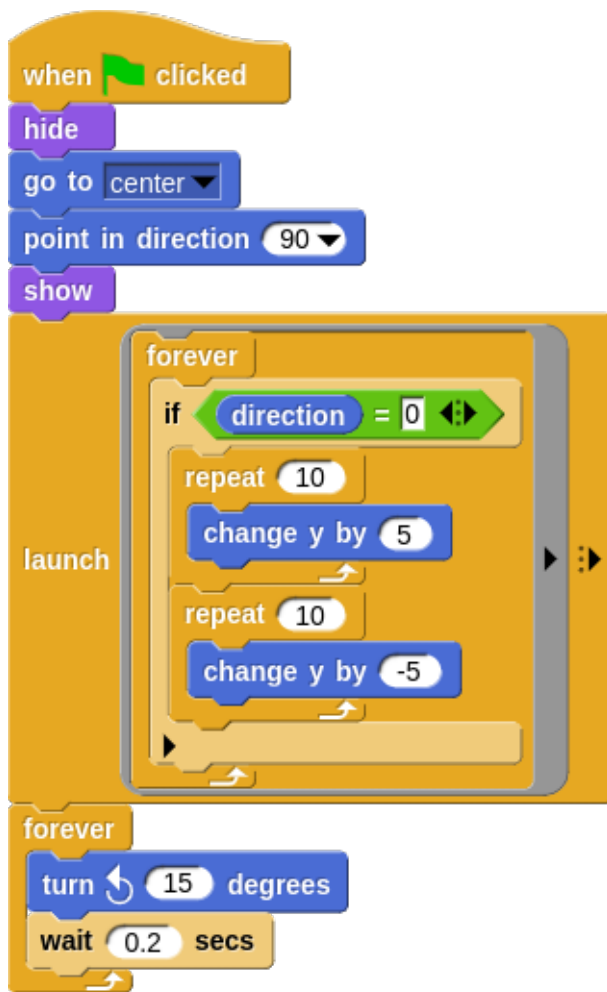 when clicked
hide
go to center
point in direction 90
show
launch
forever
if direction = 0
repeat 10
change y by 5
repeat 10
change y by -5
forever
turn 15 degrees
wait 0.2 secs